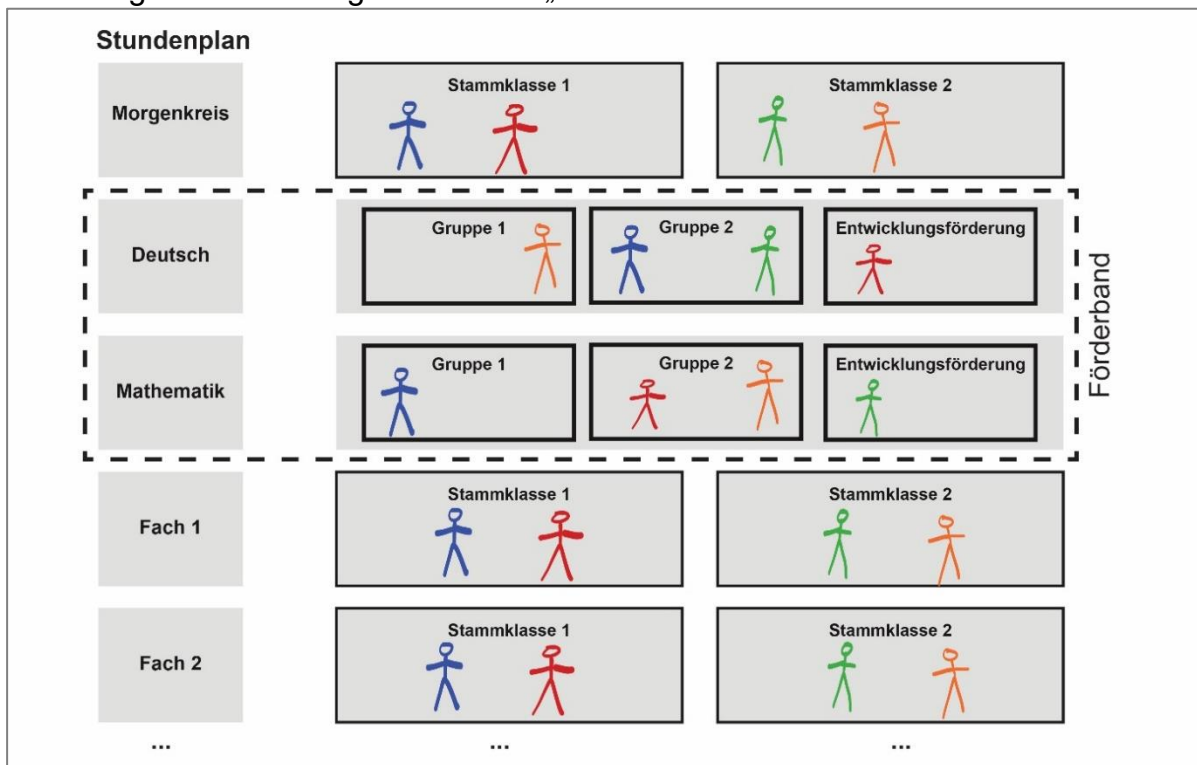 Stundenplan
Morgenkreis
Stammklasse 1
Stammklasse 2
Deutsch
Gruppe 1
Gruppe 2
Entwicklungsförderung
Mathematik
Gruppe 1
Gruppe 2
Entwicklungsförderung
Förderband
Fach 1
Stammklasse 1
Stammklasse 2
Fach 2
Stammklasse 1
Stammklasse 2
...
...
...